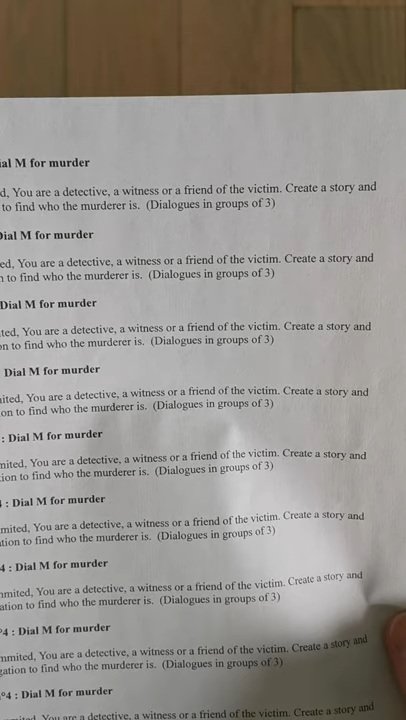 ial M for murder
d, You are a detective, a witness or a friend of the victim. Create a story and
to find who the murderer is. (Dialogues in groups of 3)
Dial M for murder
ed, You are a detective, a witness or a friend of the victim. Create a story and
n to find who the murderer is. (Dialogues in groups of 3)
Dial M for murder
ted, You are a detective, a witness or a friend of the victim. Create a story and
on to find who the murderer is. (Dialogues in groups of 3)
Dial M for murder
ited, You are a detective, a witness or a friend of the victim. Create a story and
on to find who the murderer is. (Dialogues in groups of 3)
: Dial M for murder
mited, You are a detective, a witness or a friend of the victim. Create a story and
tion to find who the murderer is. (Dialogues in groups of 3)
4 : Dial M for murder
mited, You are a detective, a witness or a friend of the victim. Create a story and
ation to find who the murderer is. (Dialogues in groups of 3)
4 : Dial M for murder
mmited, You are a detective, a witness or a friend of the victim. Create a story and
ation to find who the murderer is. (Dialogues in groups of 3)
°4 : Dial M for murder
mmited, You are a detective, a witness or a friend of the victim. Create a story and
gation to find who the murderer is. (Dialogues in groups of 3)
°4 : Dial M for murder
You are a detective, a witness or a friend of the victim. Create a story and